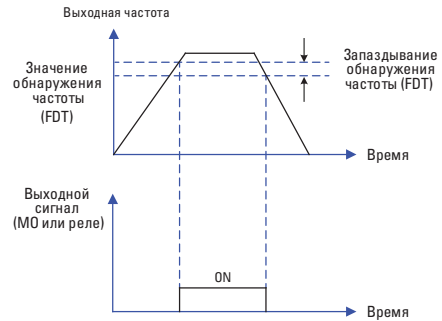 Выходная частота
Значение
обнаружения
частоты
(FDT)
Запаздывание
обнаружения
частоты (FDT)
Время
Выходной
сигнал
(МО или реле)
ON
Время